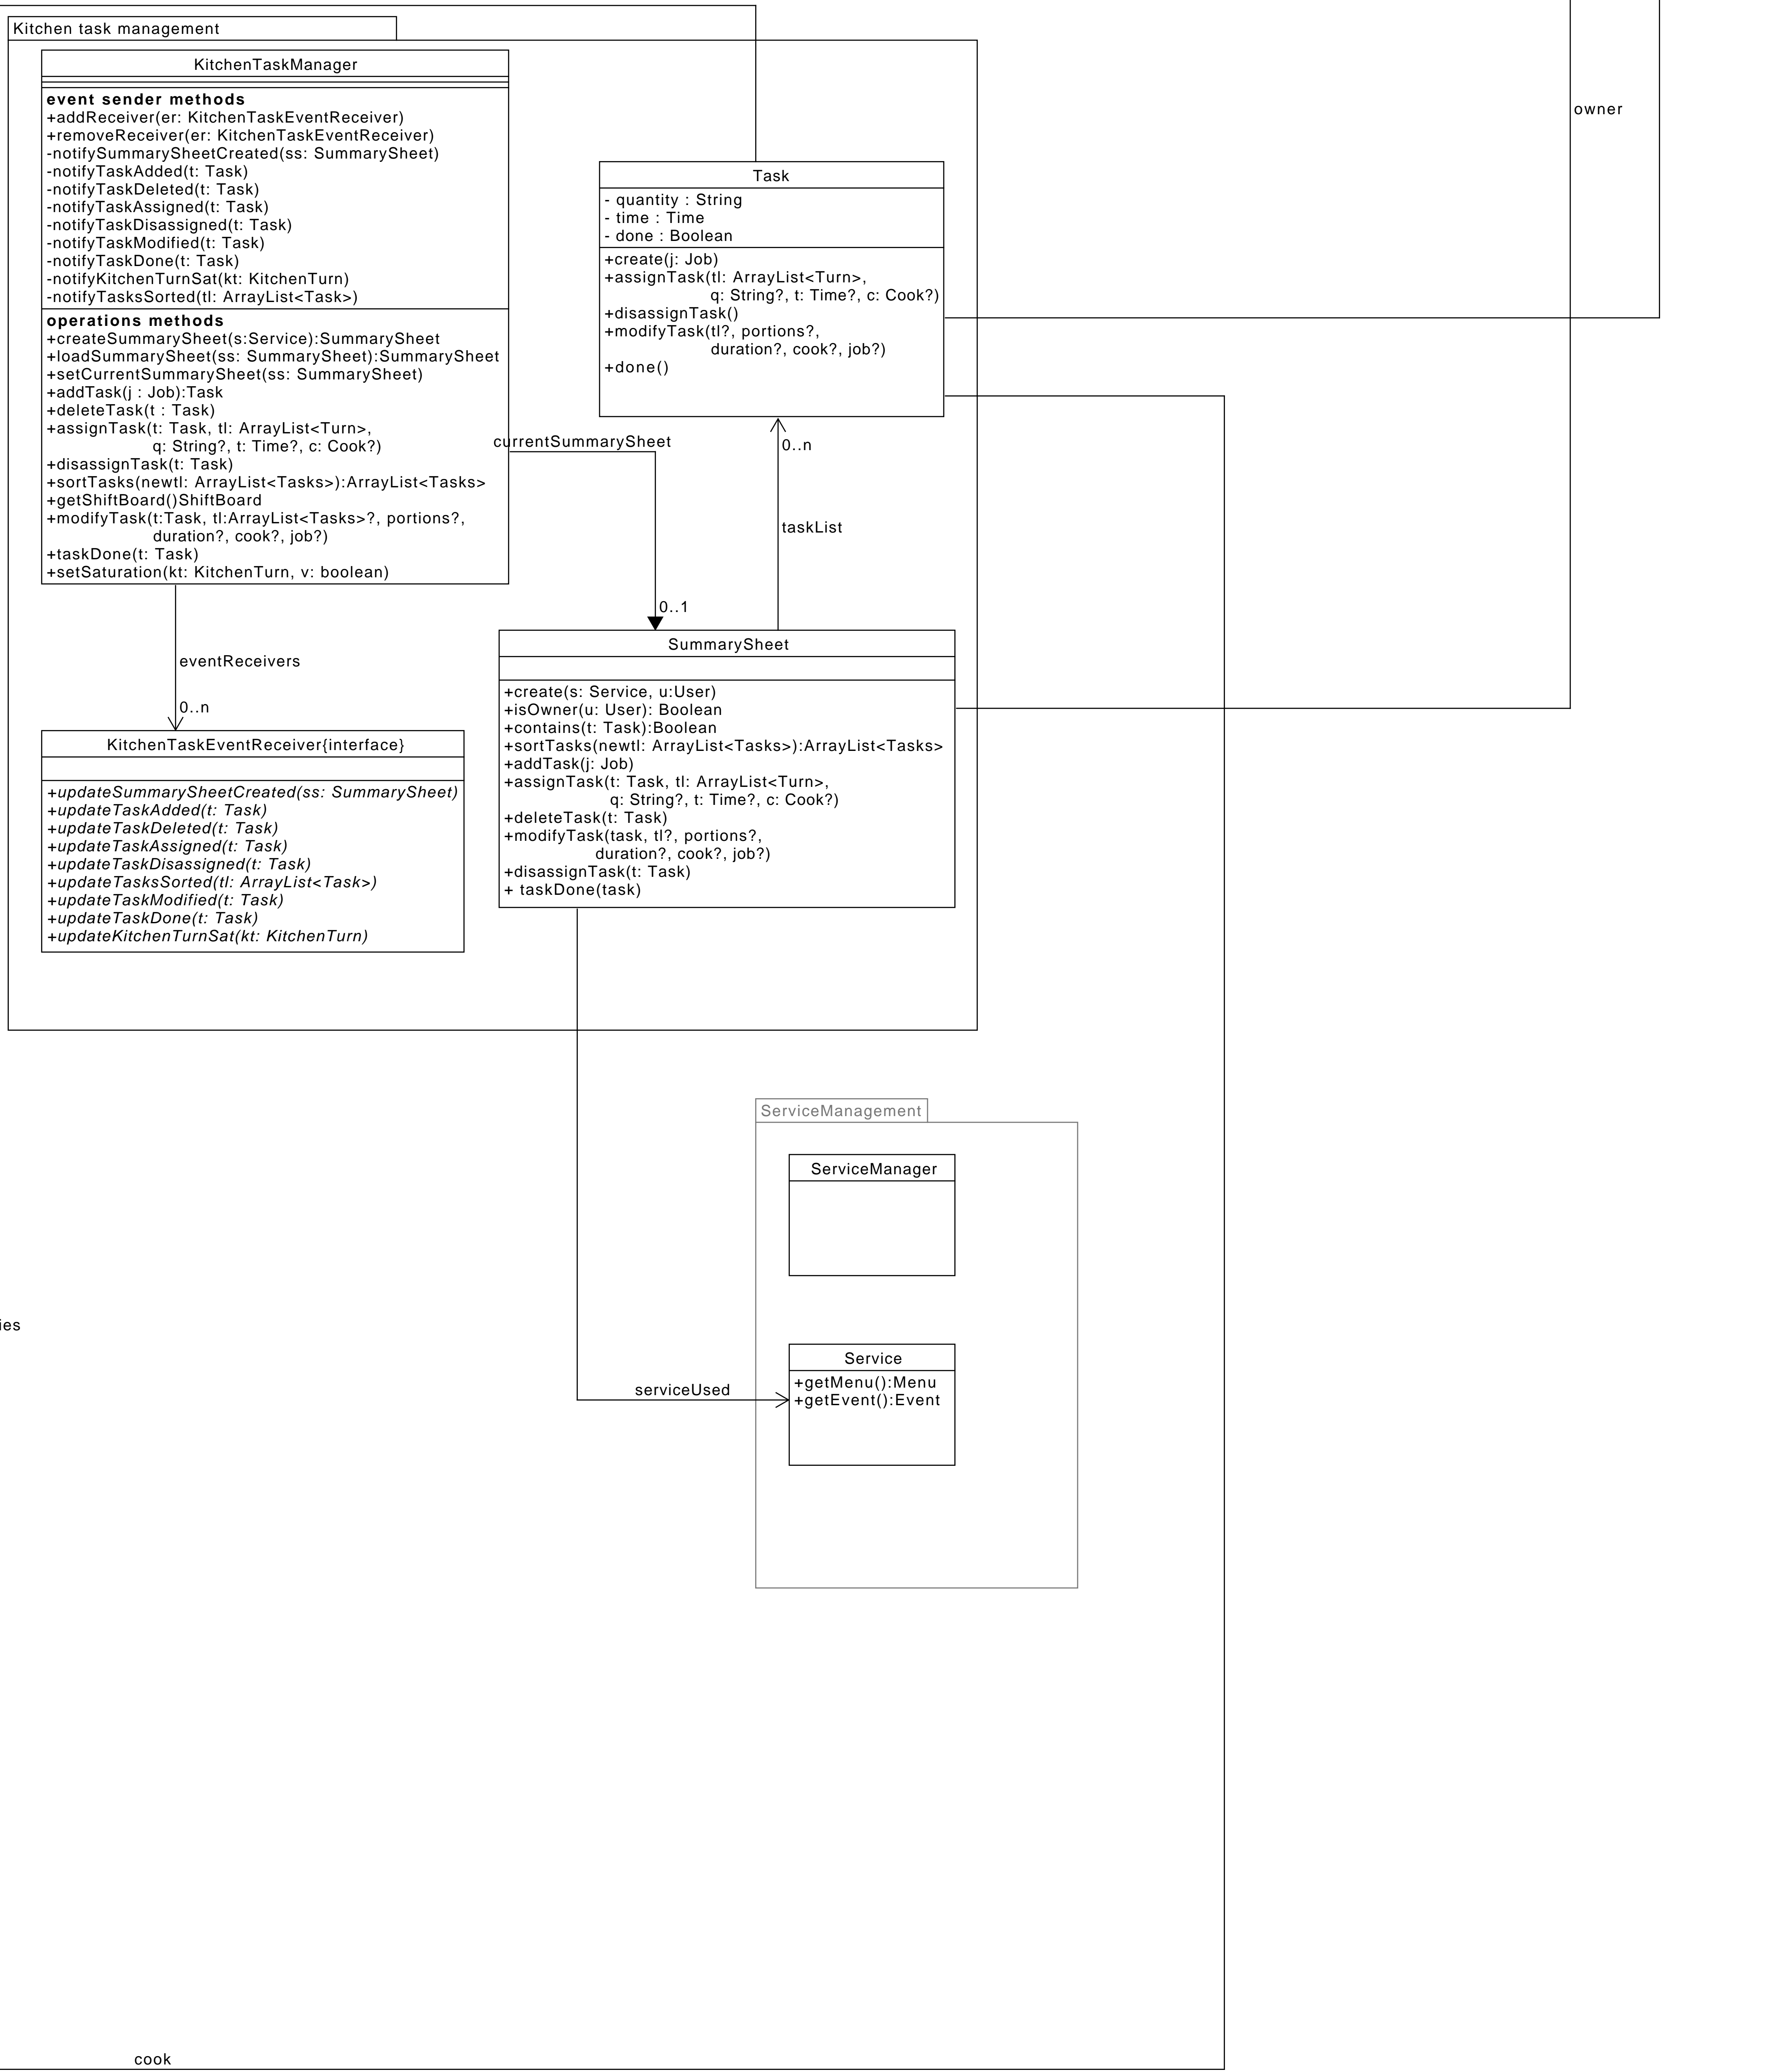 Kitchen task management
KitchenTaskManager
event sender methods
+addReceiver(er: KitchenTaskEventReceiver)
+removeReceiver(er: KitchenTaskEventReceiver)
-notifySummarySheetCreated(ss: SummarySheet)
-notifyTaskAdded(t: Task)
-notifyTaskDeleted(t: Task)
-notifyTaskAssigned(t: Task)
-notifyTaskDisassigned(t: Task)
-notifyTaskModified(t: Task)
-notifyTaskDone(t: Task)
-notifyKitchenTurnSat(kt: KitchenTurn)
-notifyTasksSorted(tl: ArrayList<Task>)
operations methods
+createSummarySheet(s:Service):SummarySheet
+loadSummarySheet(ss: SummarySheet):SummarySheet
+setCurrentSummarySheet(ss: SummarySheet)
+addTask(j : Job):Task
+deleteTask(t : Task)
+assignTask(t: Task, tl: ArrayList<Turn>,
q: String?, t: Time?, c: Cook?)
+disassignTask(t: Task)
+sortTasks(newtl: ArrayList<Tasks>):ArrayList<Tasks>
+getShiftBoard()ShiftBoard
+modifyTask(t:Task, tl:ArrayList<Tasks>?, portions?,
duration?, cook?, job?)
+taskDone(t: Task)
+setSaturation(kt: KitchenTurn, v: boolean)
owner
Task
- quantity : String
- time : Time
- done : Boolean
+create(j: Job)
+assignTask(tl: ArrayList<Turn>,
q: String?, t: Time?, c: Cook?)
+disassignTask()
+modifyTask(tl?, portions?,
duration?, cook?, job?)
+done()
currentSummarySheet
0..n
taskList
0..1
eventReceivers
0..n
SummarySheet
+create(s: Service, u:User)
+isOwner(u: User): Boolean
+contains(t: Task):Boolean
+sortTasks(newtl: ArrayList<Tasks>):ArrayList<Tasks>
+addTask(j: Job)
+assignTask(t: Task, tl: ArrayList<Turn>,
q: String?, t: Time?, c: Cook?)
+deleteTask(t: Task)
+modifyTask(task, tl?, portions?,
duration?, cook?, job?)
+disassignTask(t: Task)
+ taskDone(task)
KitchenTaskEventReceiver{interface}
+updateSummarySheetCreated(ss: SummarySheet)
+updateTaskAdded(t: Task)
+updateTaskDeleted(t: Task)
+updateTaskAssigned(t: Task)
+updateTaskDisassigned(t: Task)
+updateTasksSorted(tl: ArrayList<Task>)
+updateTaskModified(t: Task)
+updateTaskDone(t: Task)
+updateKitchenTurnSat(kt: KitchenTurn)
ServiceManagement
ServiceManager
ies
Service
+getMenu():Menu
+getEvent():Event
serviceUsed
cook